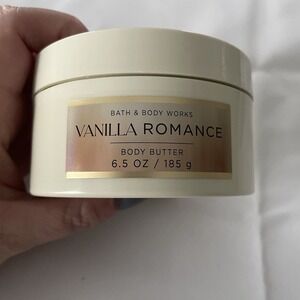 BATH & BODY WORKS
VANILLA ROMANCE
BODY BUTTER
6.5 OZ / 185 g